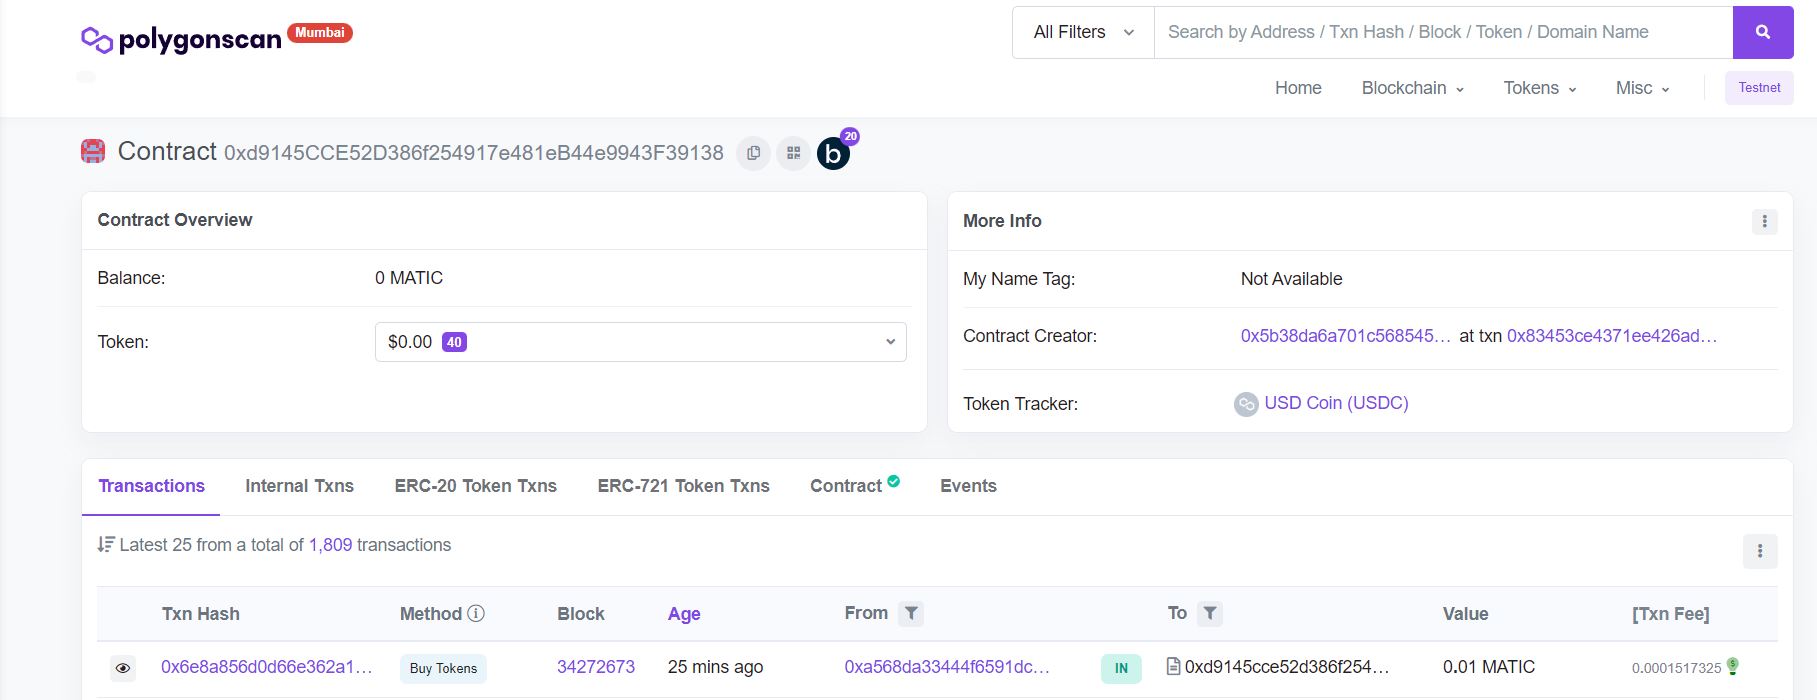 polygonscan Mumbai
All Filters Search by Address / Txn Hash / Block / Token / Domain Name
Home Blockchain Tokens Misc Testnet
Contract 0xd9145CCE52D386f254917e481eB44e9943F39138 b 20
Contract Overview
Balance: 0 MATIC
Token: $0.00 40
More Info
My Name Tag: Not Available
Contract Creator: 0x5b38da6a701c568545... at txn 0x83453ce4371ee426ad...
Token Tracker: USD Coin (USDC)
Transactions Internal Txns ERC-20 Token Txns ERC-721 Token Txns Contract Events
Latest 25 from a total of 1,809 transactions
Txn Hash Method Block Age From To Value [Txn Fee]
0x6e8a856d0d66e362a1... Buy Tokens 34272673 25 mins ago 0xa568da33444f6591dc... IN 0xd9145cce52d386f254... 0.01 MATIC 0.0001517325